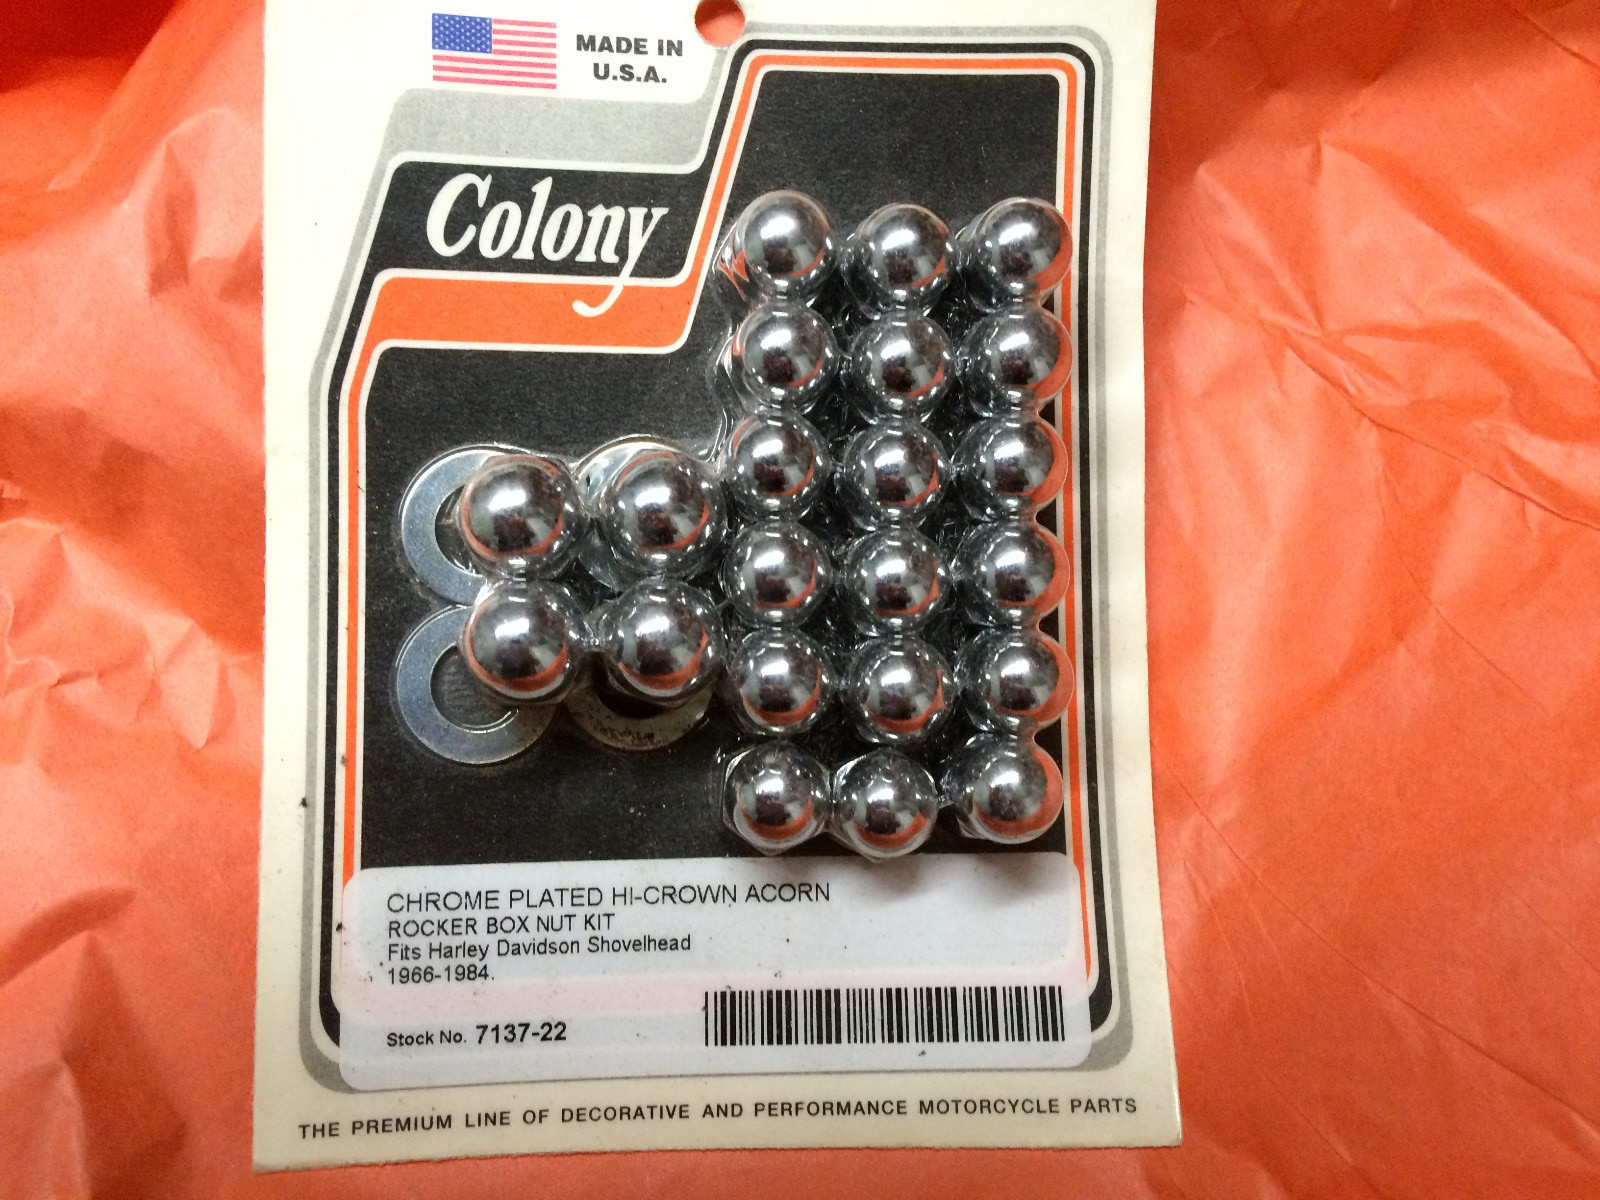 MADE IN
U.S.A.
Colony
CHROME PLATED HI-CROWN ACORN
ROCKER BOX NUT KIT
Fits Harley Davidson Shovelhead
1966-1984.
Stock No. 7137-22
THE PREMIUM LINE OF DECORATIVE AND PERFORMANCE MOTORCYCLE PARTS